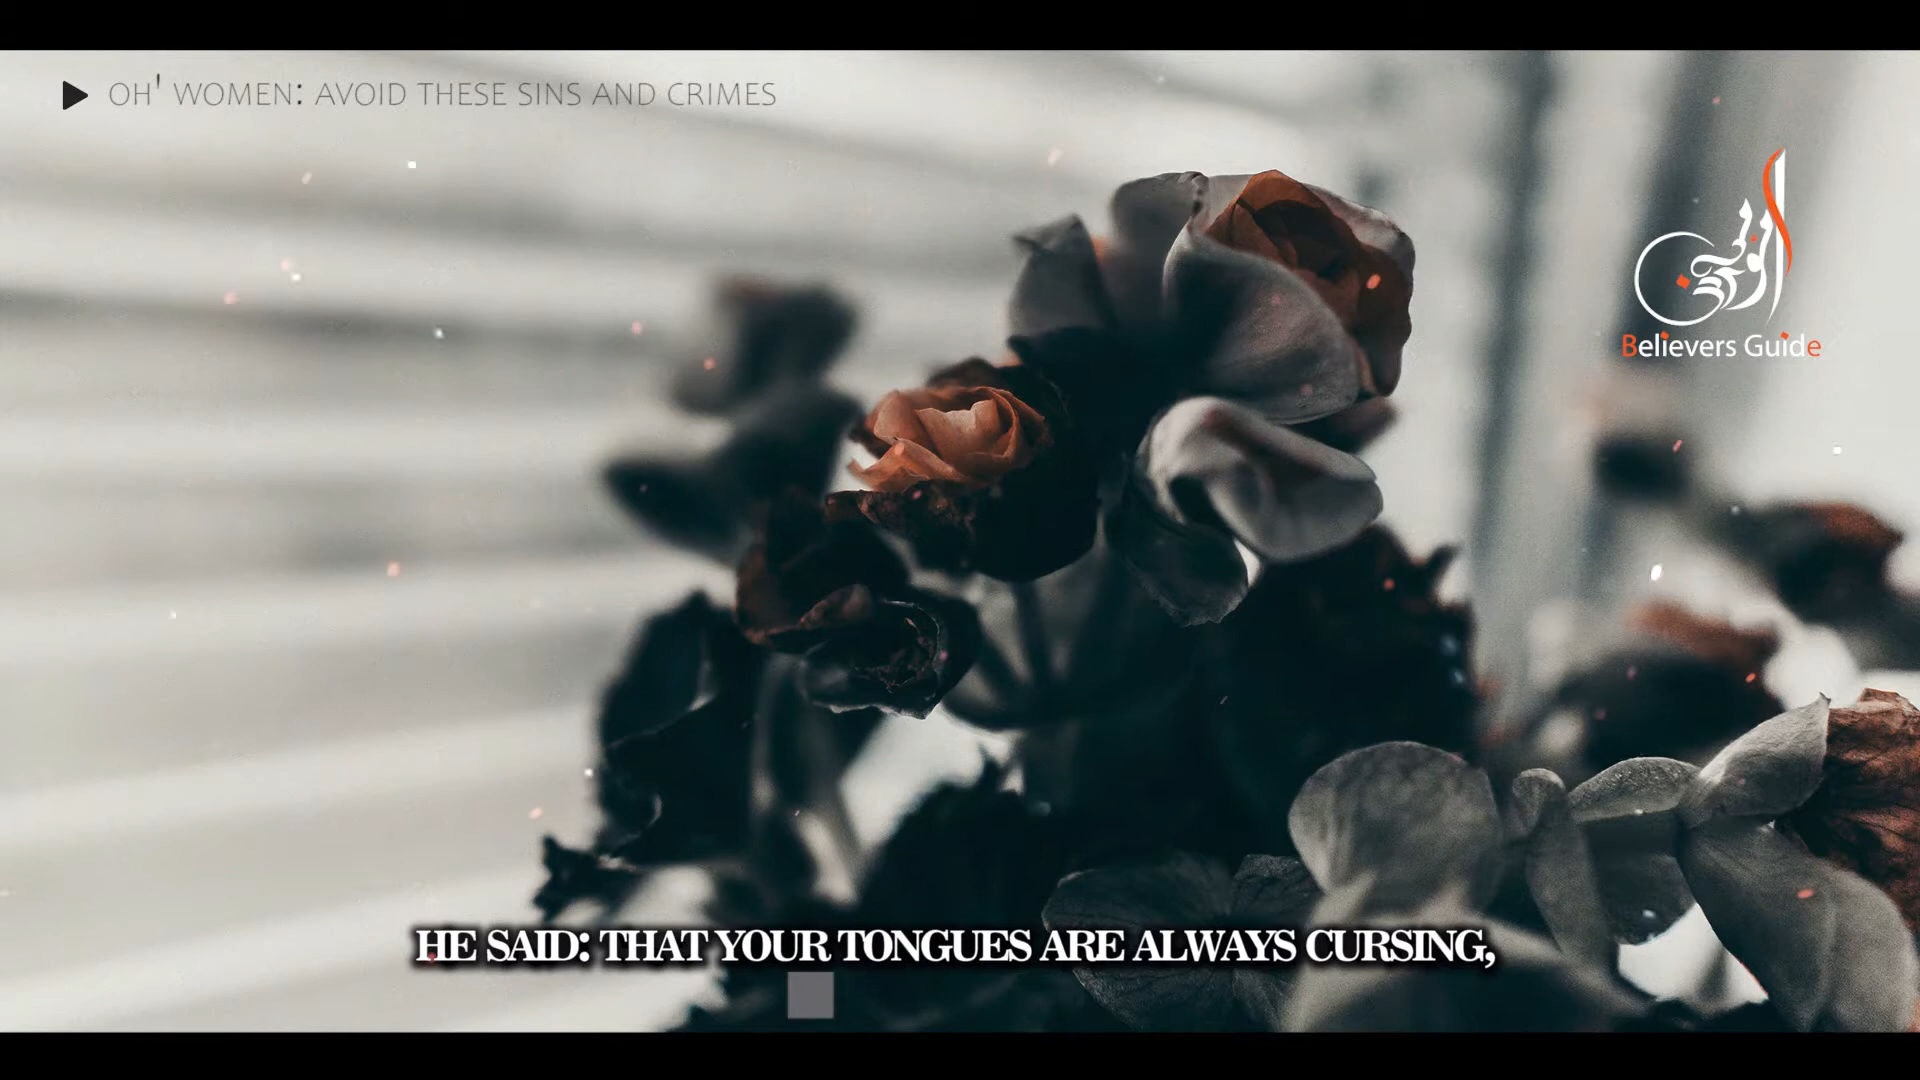 OH' WOMEN: AVOID THESE SINS AND CRIMES
Believers Guide
HE SAID: THAT YOUR TONGUES ARE ALWAYS CURSING,